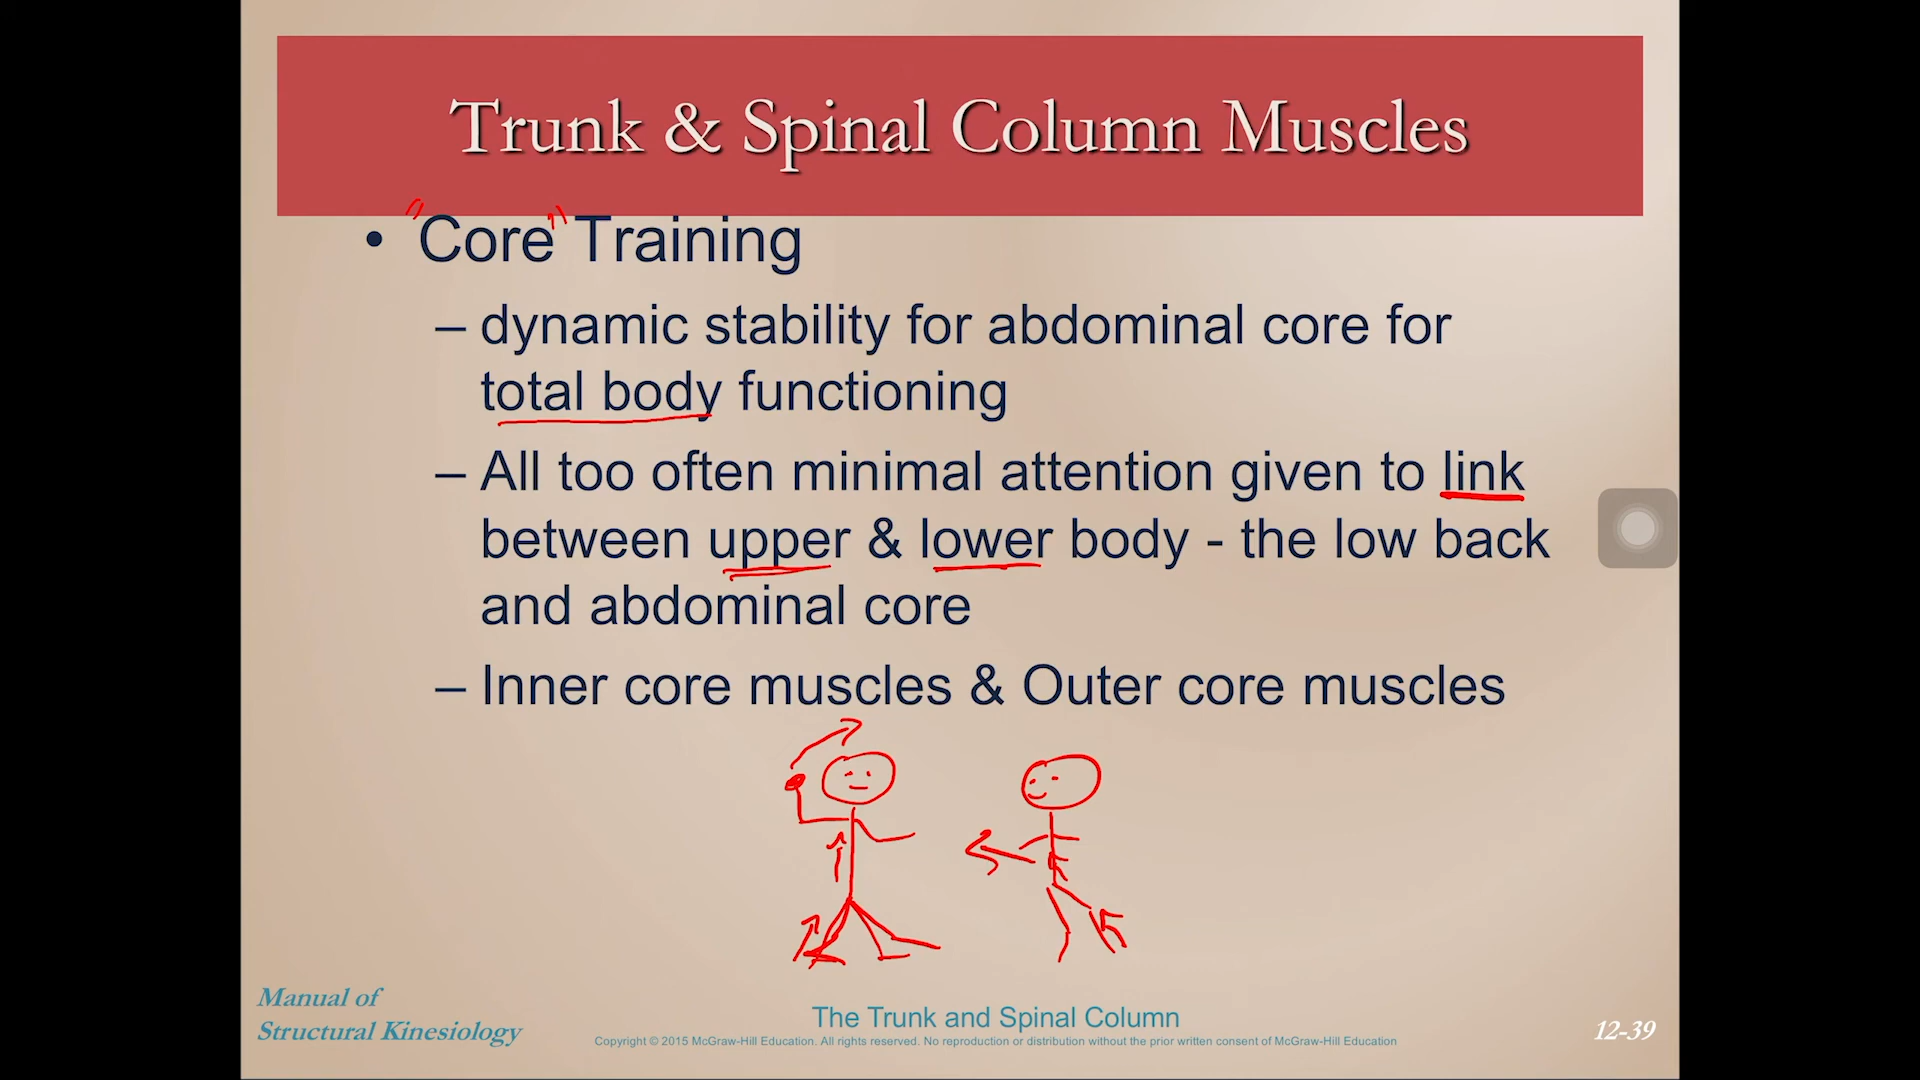 Trunk & Spinal Column Muscles
• "Core" Training
– dynamic stability for abdominal core for
total body functioning
– All too often minimal attention given to link
between upper & lower body - the low back
and abdominal core
– Inner core muscles & Outer core muscles
Manual of
Structural Kinesiology
The Trunk and Spinal Column
Copyright © 2015 McGraw-Hill Education. All rights reserved. No reproduction or distribution without the prior written consent of McGraw-Hill Education
12-39